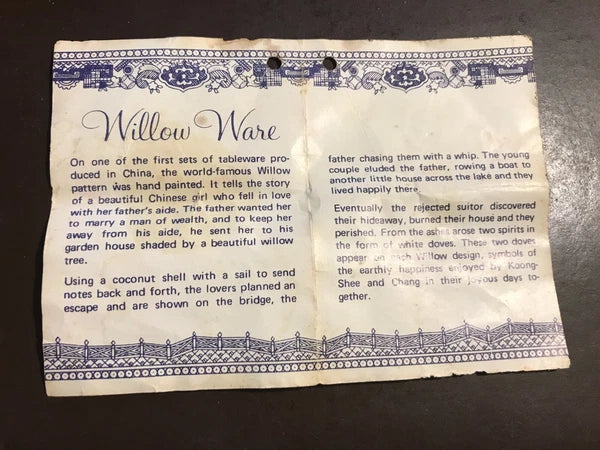 Willow Ware
On one of the first sets of tableware pro-
duced in China, the world-famous Willow
pattern was hand painted. It tells the story
of a beautiful Chinese girl who fell in love
with her father's aide. The father wanted her
to marry a man of wealth, and to keep her
away from his aide, he sent her to his
garden house shaded by a beautiful willow
tree.
Using a coconut shell with a sail to send
notes back and forth, the lovers planned an
escape and are shown on the bridge, the
father chasing them with a whip. The young
couple eluded the father, rowing a boat to
another little house across the lake and they
lived happily there.
Eventually the rejected suitor discovered
their hideaway, burned their house and they
perished. From the ashes arose two spirits in
the form of white doves. These two doves
appear on each Willow design, symbols of
the earthly happiness enjoyed by Koong-
Shee and Chang in their joyous days to-
gether.